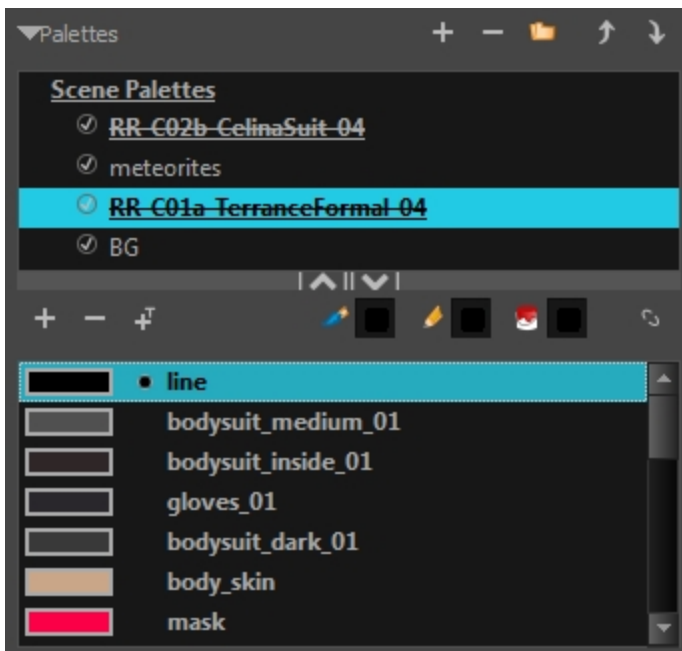 Palettes
Scene Palettes
RR-C02b-CelinaSuit-04
meteorites
RR-C01a-TerranceFormal-04
BG
line
bodysuit_medium_01
bodysuit_inside_01
gloves_01
bodysuit_dark_01
body_skin
mask